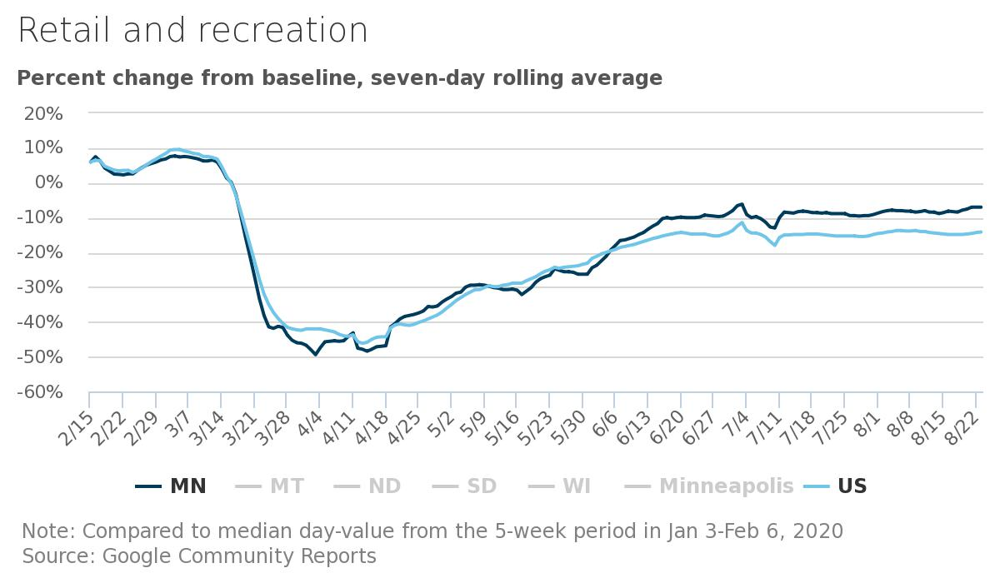 Retail and recreation
Percent change from baseline, seven-day rolling average
20%
10%
0%
-10%
-20%
-30%
-40%
-50%
-60%
2/15 2/22 2/29 3/7 3/14 3/21 3/28 4/4 4/11 4/18 4/25 5/2 5/9 5/16 5/23 5/30 6/6 6/13 6/20 6/27 7/4 7/11 7/18 7/25 8/1 8/8 8/15 8/22
MN MT ND SD WI Minneapolis US
Note: Compared to median day-value from the 5-week period in Jan 3-Feb 6, 2020
Source: Google Community Reports